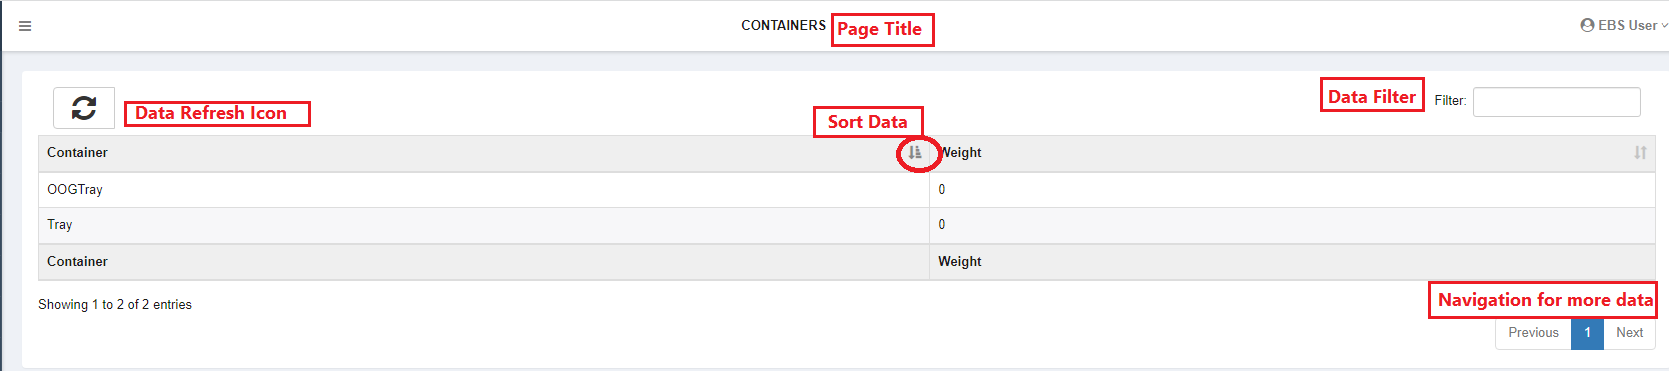 CONTAINERS Page Title EBS User
Data Refresh Icon Sort Data Data Filter Filter:
Container Weight
OOGTray 0
Tray 0
Container Weight
Showing 1 to 2 of 2 entries Navigation for more data
Previous 1 Next